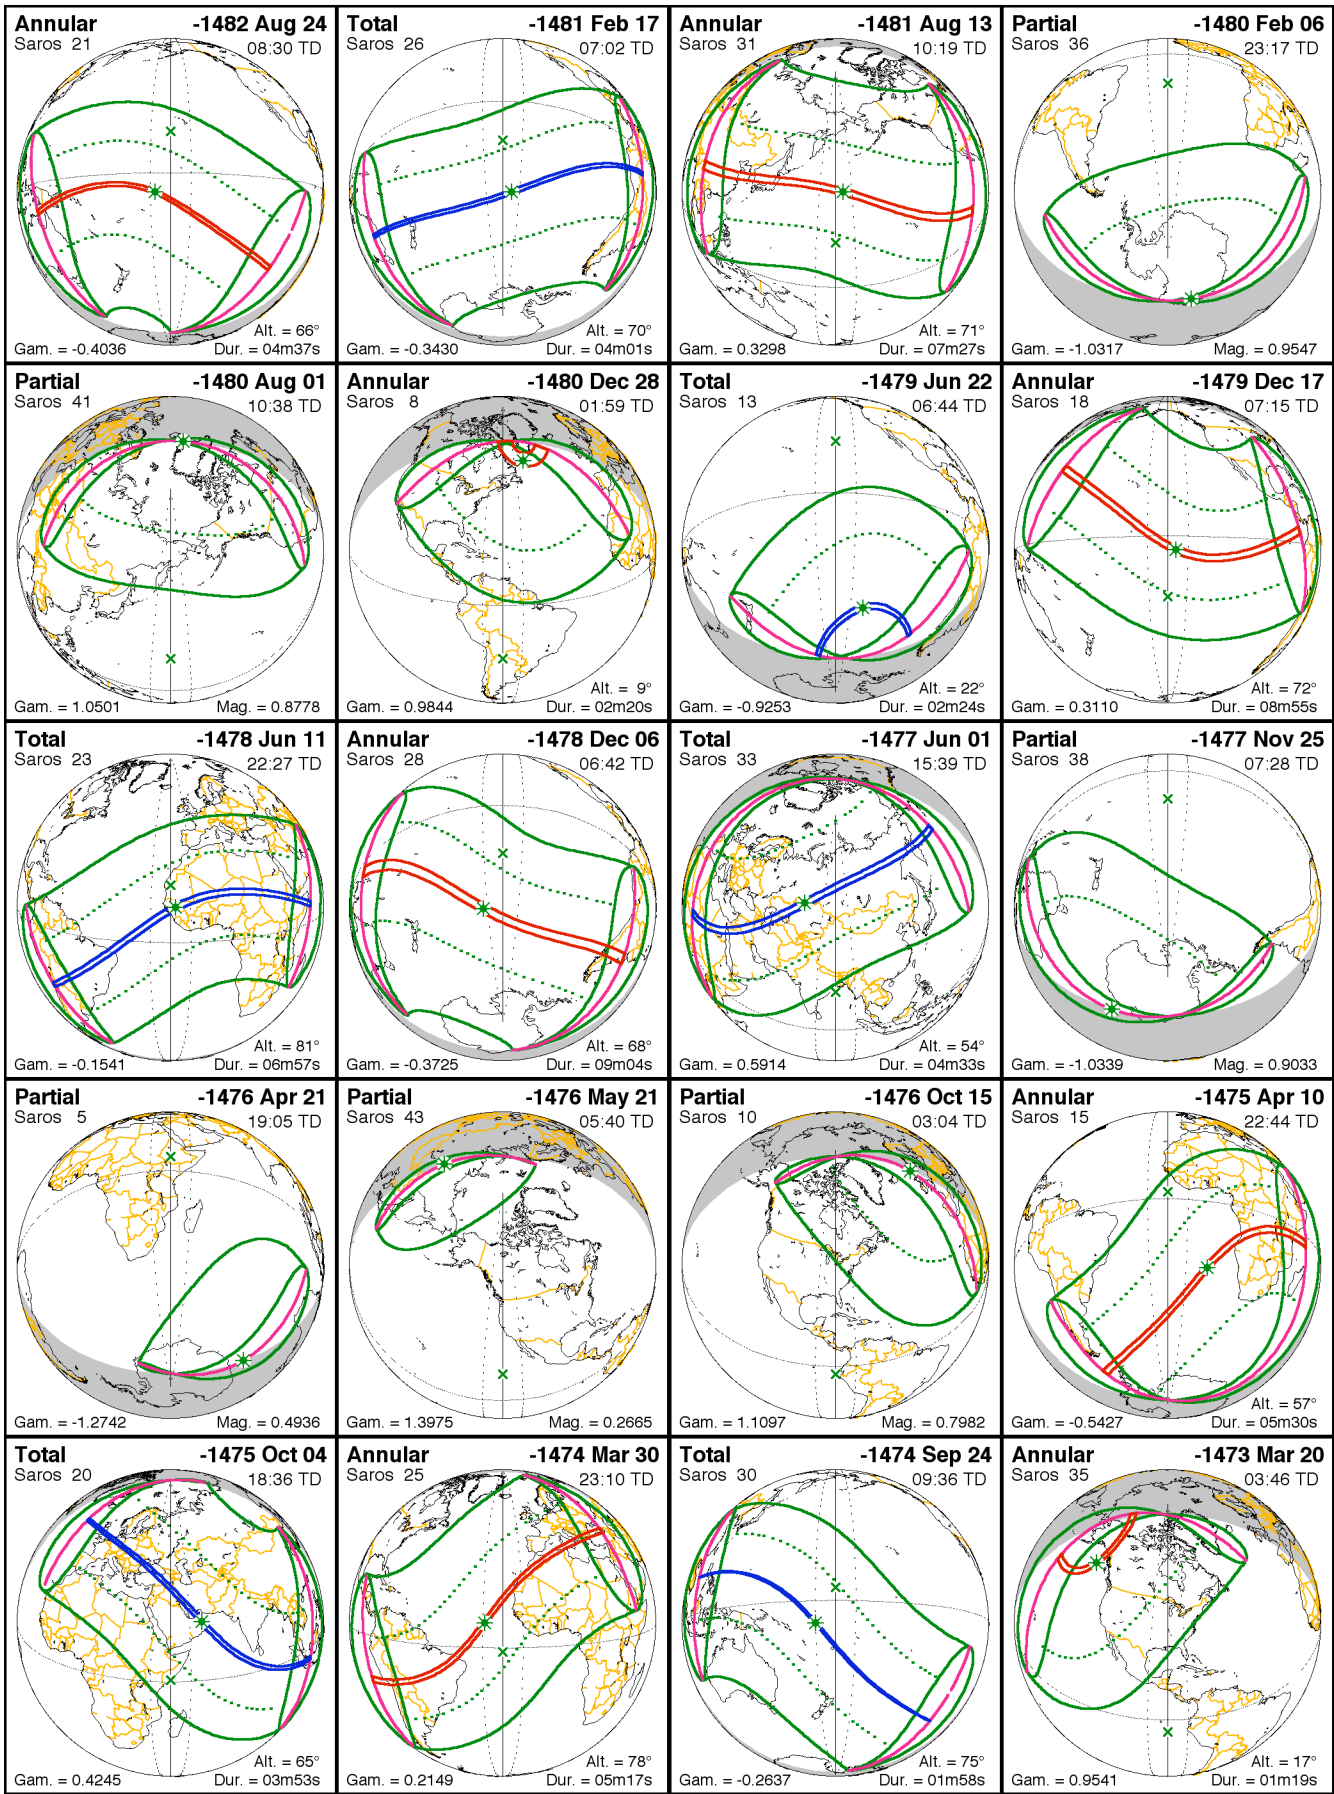 Annular -1482 Aug 24
Saros 21 08:30 TD
Alt. = 66°
Gam. = -0.4036 Dur. = 04m37s
Total -1481 Feb 17
Saros 26 07:02 TD
Alt. = 70°
Gam. = -0.3430 Dur. = 04m01s
Annular -1481 Aug 13
Saros 31 10:19 TD
Alt. = 71°
Gam. = 0.3298 Dur. = 07m27s
Partial -1480 Feb 06
Saros 36 23:17 TD
Gam. = -1.0317 Mag. = 0.9547
Partial -1480 Aug 01
Saros 41 10:38 TD
Gam. = 1.0501 Mag. = 0.8778
Annular -1480 Dec 28
Saros 8 01:59 TD
Alt. = 9°
Gam. = 0.9844 Dur. = 02m20s
Total -1479 Jun 22
Saros 13 06:44 TD
Alt. = 22°
Gam. = -0.9253 Dur. = 02m24s
Annular -1479 Dec 17
Saros 18 07:15 TD
Alt. = 72°
Gam. = 0.3110 Dur. = 08m55s
Total -1478 Jun 11
Saros 23 22:27 TD
Alt. = 81°
Gam. = -0.1541 Dur. = 06m57s
Annular -1478 Dec 06
Saros 28 06:42 TD
Alt. = 68°
Gam. = -0.3725 Dur. = 09m04s
Total -1477 Jun 01
Saros 33 15:39 TD
Alt. = 54°
Gam. = 0.5914 Dur. = 04m33s
Partial -1477 Nov 25
Saros 38 07:28 TD
Gam. = -1.0339 Mag. = 0.9033
Partial -1476 Apr 21
Saros 5 19:05 TD
Gam. = -1.2742 Mag. = 0.4936
Partial -1476 May 21
Saros 43 05:40 TD
Gam. = 1.3975 Mag. = 0.2665
Partial -1476 Oct 15
Saros 10 03:04 TD
Gam. = 1.1097 Mag. = 0.7982
Annular -1475 Apr 10
Saros 15 22:44 TD
Alt. = 57°
Gam. = -0.5427 Dur. = 05m30s
Total -1475 Oct 04
Saros 20 18:36 TD
Alt. = 65°
Gam. = 0.4245 Dur. = 03m53s
Annular -1474 Mar 30
Saros 25 23:10 TD
Alt. = 78°
Gam. = 0.2149 Dur. = 05m17s
Total -1474 Sep 24
Saros 30 09:36 TD
Alt. = 75°
Gam. = -0.2637 Dur. = 01m58s
Annular -1473 Mar 20
Saros 35 03:46 TD
Alt. = 17°
Gam. = 0.9541 Dur. = 01m19s